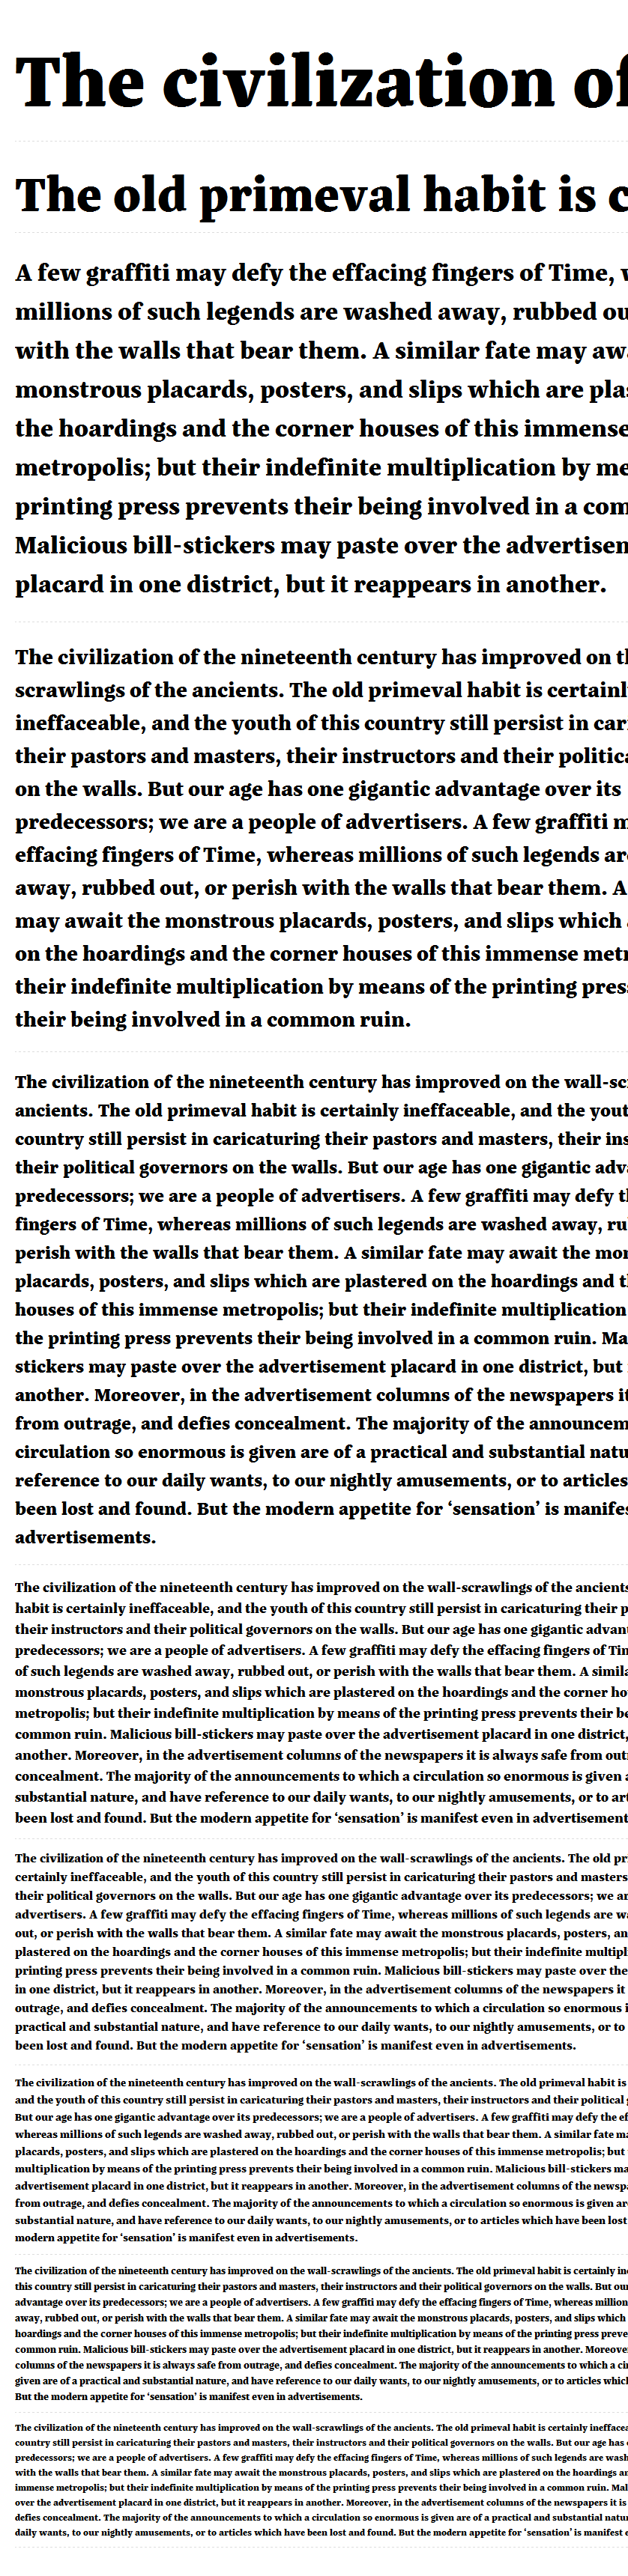 The civilization of
The old primeval habit is c
A few graffiti may defy the effacing fingers of Time, w
millions of such legends are washed away, rubbed ou
with the walls that bear them. A similar fate may awa
monstrous placards, posters, and slips which are plas
the hoardings and the corner houses of this immense
metropolis; but their indefinite multiplication by me
printing press prevents their being involved in a com
Malicious bill-stickers may paste over the advertisem
placard in one district, but it reappears in another.
The civilization of the nineteenth century has improved on th
scrawlings of the ancients. The old primeval habit is certainl
ineffaceable, and the youth of this country still persist in cari
their pastors and masters, their instructors and their politica
on the walls. But our age has one gigantic advantage over its
predecessors; we are a people of advertisers. A few graffiti m
effacing fingers of Time, whereas millions of such legends are
away, rubbed out, or perish with the walls that bear them. A
may await the monstrous placards, posters, and slips which a
on the hoardings and the corner houses of this immense metr
their indefinite multiplication by means of the printing press
their being involved in a common ruin.
The civilization of the nineteenth century has improved on the wall-scr
ancients. The old primeval habit is certainly ineffaceable, and the yout
country still persist in caricaturing their pastors and masters, their ins
their political governors on the walls. But our age has one gigantic adva
predecessors; we are a people of advertisers. A few graffiti may defy th
fingers of Time, whereas millions of such legends are washed away, ru
perish with the walls that bear them. A similar fate may await the mon
placards, posters, and slips which are plastered on the hoardings and th
houses of this immense metropolis; but their indefinite multiplication
the printing press prevents their being involved in a common ruin. Ma
stickers may paste over the advertisement placard in one district, but i
another. Moreover, in the advertisement columns of the newspapers it
from outrage, and defies concealment. The majority of the announcem
circulation so enormous is given are of a practical and substantial natu
reference to our daily wants, to our nightly amusements, or to articles
been lost and found. But the modern appetite for ‘sensation’ is manifes
advertisements.
The civilization of the nineteenth century has improved on the wall-scrawlings of the ancients
habit is certainly ineffaceable, and the youth of this country still persist in caricaturing their p
their instructors and their political governors on the walls. But our age has one gigantic advant
predecessors; we are a people of advertisers. A few graffiti may defy the effacing fingers of Tim
of such legends are washed away, rubbed out, or perish with the walls that bear them. A simila
monstrous placards, posters, and slips which are plastered on the hoardings and the corner hou
metropolis; but their indefinite multiplication by means of the printing press prevents their be
common ruin. Malicious bill-stickers may paste over the advertisement placard in one district,
another. Moreover, in the advertisement columns of the newspapers it is always safe from outr
concealment. The majority of the announcements to which a circulation so enormous is given a
substantial nature, and have reference to our daily wants, to our nightly amusements, or to art
been lost and found. But the modern appetite for ‘sensation’ is manifest even in advertisement
The civilization of the nineteenth century has improved on the wall-scrawlings of the ancients. The old pri
certainly ineffaceable, and the youth of this country still persist in caricaturing their pastors and masters
their political governors on the walls. But our age has one gigantic advantage over its predecessors; we ar
advertisers. A few graffiti may defy the effacing fingers of Time, whereas millions of such legends are wa
out, or perish with the walls that bear them. A similar fate may await the monstrous placards, posters, an
plastered on the hoardings and the corner houses of this immense metropolis; but their indefinite multipl
printing press prevents their being involved in a common ruin. Malicious bill-stickers may paste over the
in one district, but it reappears in another. Moreover, in the advertisement columns of the newspapers it
outrage, and defies concealment. The majority of the announcements to which a circulation so enormous i
practical and substantial nature, and have reference to our daily wants, to our nightly amusements, or to
been lost and found. But the modern appetite for ‘sensation’ is manifest even in advertisements.
The civilization of the nineteenth century has improved on the wall-scrawlings of the ancients. The old primeval habit is
and the youth of this country still persist in caricaturing their pastors and masters, their instructors and their political g
But our age has one gigantic advantage over its predecessors; we are a people of advertisers. A few graffiti may defy the ef
whereas millions of such legends are washed away, rubbed out, or perish with the walls that bear them. A similar fate ma
placards, posters, and slips which are plastered on the hoardings and the corner houses of this immense metropolis; but
multiplication by means of the printing press prevents their being involved in a common ruin. Malicious bill-stickers ma
advertisement placard in one district, but it reappears in another. Moreover, in the advertisement columns of the newspa
from outrage, and defies concealment. The majority of the announcements to which a circulation so enormous is given are
substantial nature, and have reference to our daily wants, to our nightly amusements, or to articles which have been lost
modern appetite for ‘sensation’ is manifest even in advertisements.
The civilization of the nineteenth century has improved on the wall-scrawlings of the ancients. The old primeval habit is certainly ine
this country still persist in caricaturing their pastors and masters, their instructors and their political governors on the walls. But our
advantage over its predecessors; we are a people of advertisers. A few graffiti may defy the effacing fingers of Time, whereas million
away, rubbed out, or perish with the walls that bear them. A similar fate may await the monstrous placards, posters, and slips which
hoardings and the corner houses of this immense metropolis; but their indefinite multiplication by means of the printing press preve
common ruin. Malicious bill-stickers may paste over the advertisement placard in one district, but it reappears in another. Moreover
columns of the newspapers it is always safe from outrage, and defies concealment. The majority of the announcements to which a cir
given are of a practical and substantial nature, and have reference to our daily wants, to our nightly amusements, or to articles which
But the modern appetite for ‘sensation’ is manifest even in advertisements.
The civilization of the nineteenth century has improved on the wall-scrawlings of the ancients. The old primeval habit is certainly ineffacea
country still persist in caricaturing their pastors and masters, their instructors and their political governors on the walls. But our age has o
predecessors; we are a people of advertisers. A few graffiti may defy the effacing fingers of Time, whereas millions of such legends are wash
with the walls that bear them. A similar fate may await the monstrous placards, posters, and slips which are plastered on the hoardings an
immense metropolis; but their indefinite multiplication by means of the printing press prevents their being involved in a common ruin. Mal
over the advertisement placard in one district, but it reappears in another. Moreover, in the advertisement columns of the newspapers it is
defies concealment. The majority of the announcements to which a circulation so enormous is given are of a practical and substantial natur
daily wants, to our nightly amusements, or to articles which have been lost and found. But the modern appetite for ‘sensation’ is manifest e